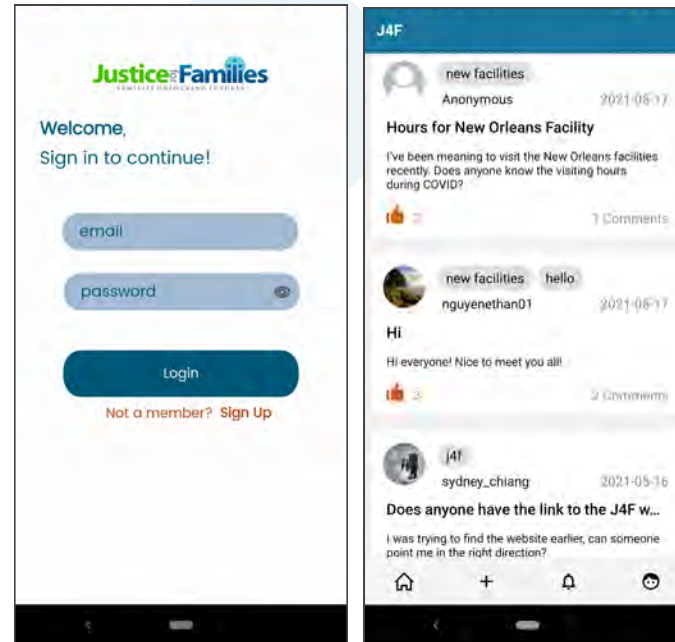 Justice for Families
FAMILIES UNLOCKING FUTURES
Welcome,
Sign in to continue!
email
password
Login
Not a member? Sign Up
J4F
new facilities
Anonymous
2021-05-17
Hours for New Orleans Facility
I've been meaning to visit the New Orleans facilities
recently. Does anyone know the visiting hours
during COVID?
Comments
new facilities hello
nguyenethan01
2021-05-17
Hi
Hi everyone! Nice to meet you all!
2 Comments
j4f
sydney_chiang
2021-05-16
Does anyone have the link to the J4F w...
I was trying to find the website earlier, can someone
point me in the right direction?